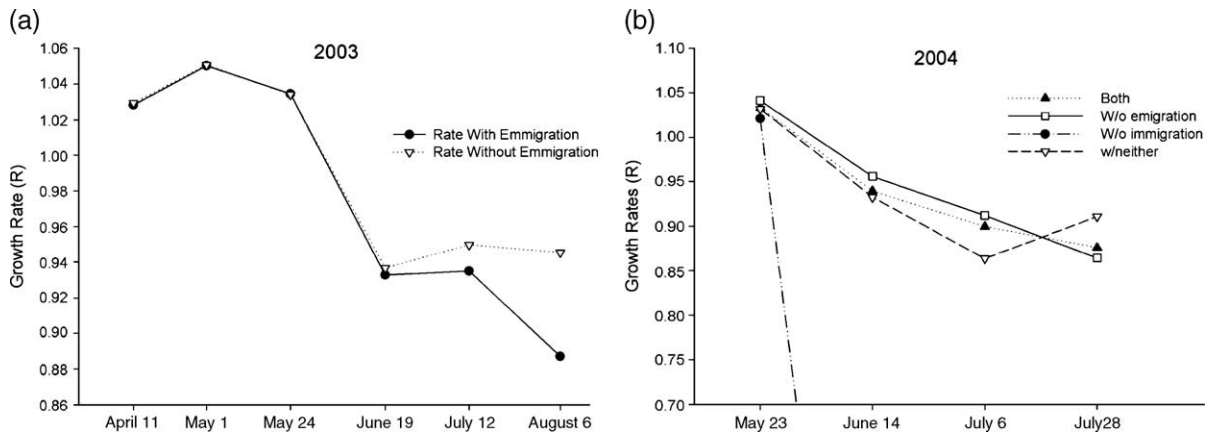 (a)
2003
1.06
1.04
1.02
1.00
0.98
0.96
0.94
0.92
0.90
0.88
0.86
Growth Rate (R)
Rate With Emmigration
Rate Without Emmigration
April 11
May 1
May 24
June 19
July 12
August 6
(b)
2004
1.10
1.05
1.00
0.95
0.90
0.85
0.80
0.75
0.70
Growth Rates (R)
Both
W/o emigration
W/o immigration
w/neither
May 23
June 14
July 6
July28